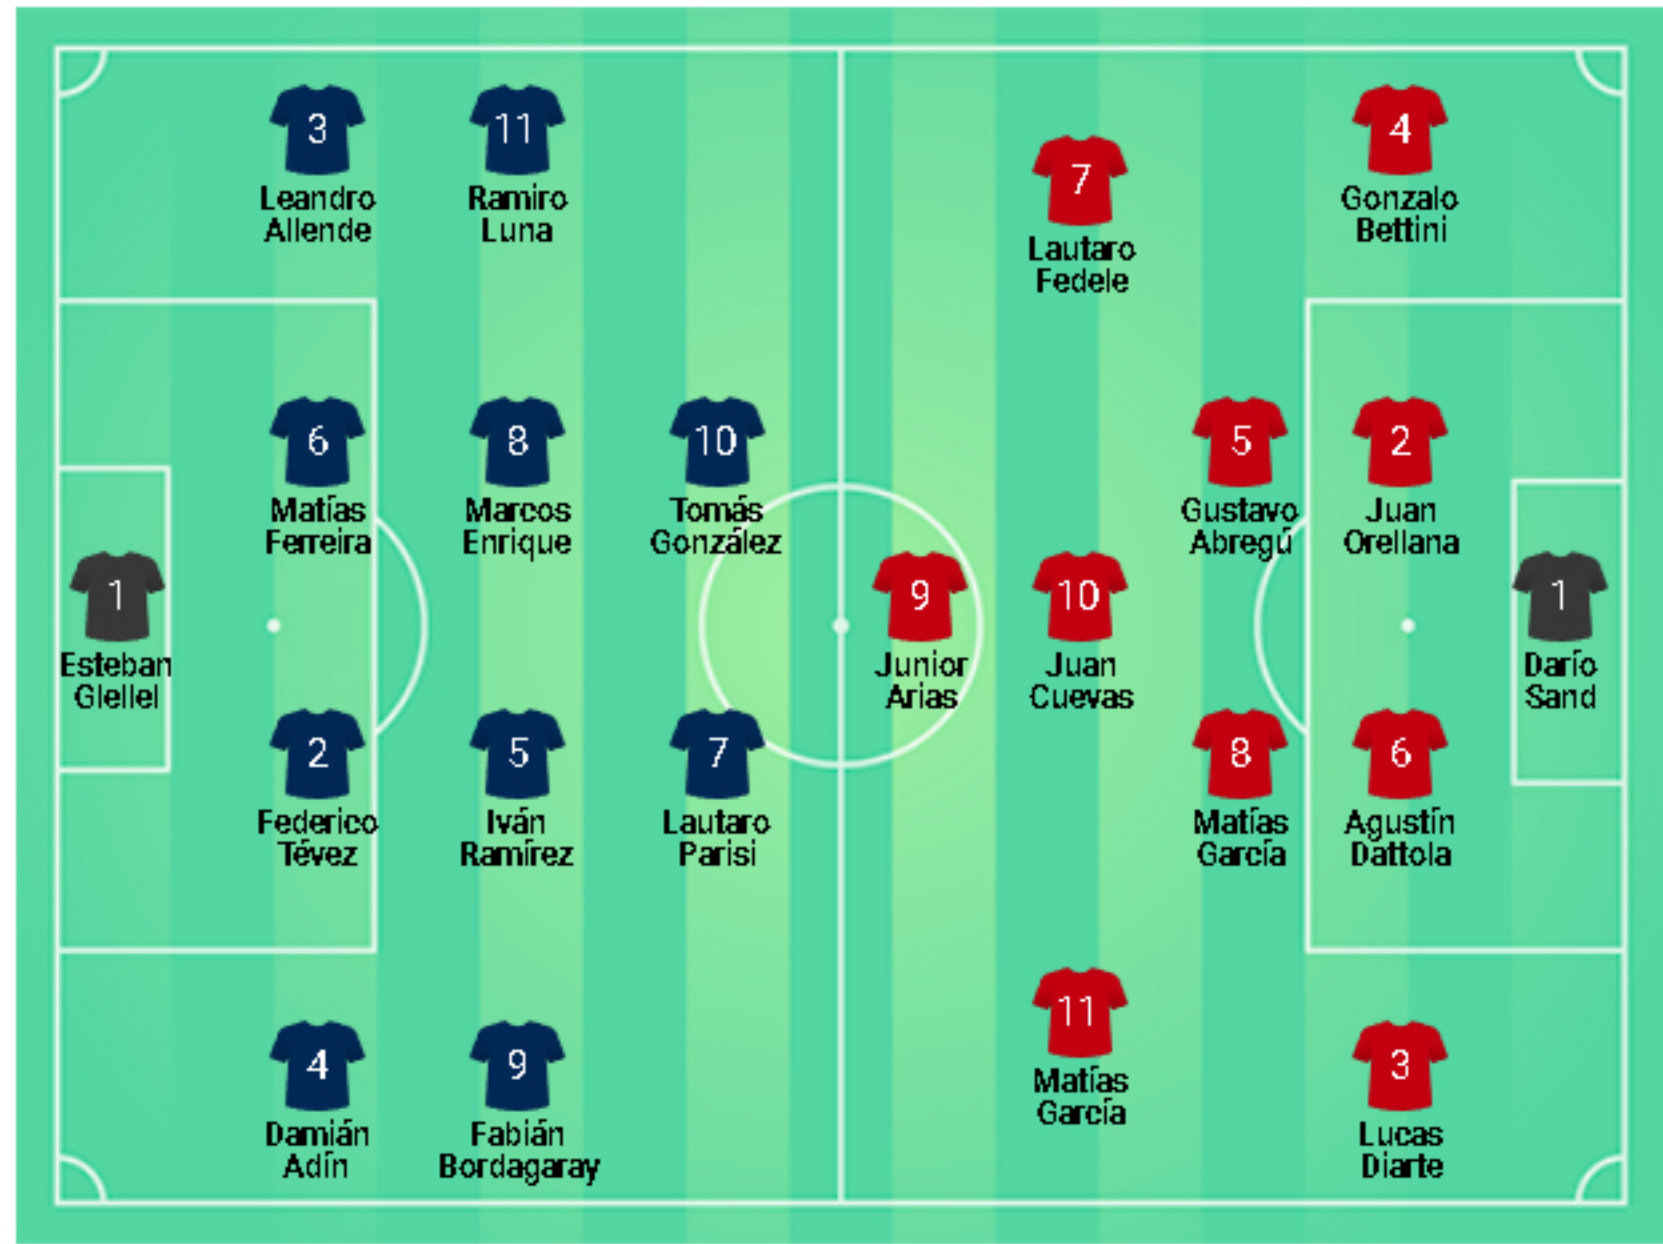 3
Leandro
Allende
11
Ramiro
Luna
7
Lautaro
Fedele
4
Gonzalo
Bettini
6
Matías
Ferreira
8
Marcos
Enrique
10
Tomás
González
5
Gustavo
Abregú
2
Juan
Orellana
1
Esteban
Glellel
9
Junior
Arias
10
Juan
Cuevas
1
Darío
Sand
2
Federico
Tévez
5
Iván
Ramírez
7
Lautaro
Parisi
8
Matías
García
6
Agustín
Dattola
4
Damián
Adín
9
Fabián
Bordagaray
11
Matías
García
3
Lucas
Diarte